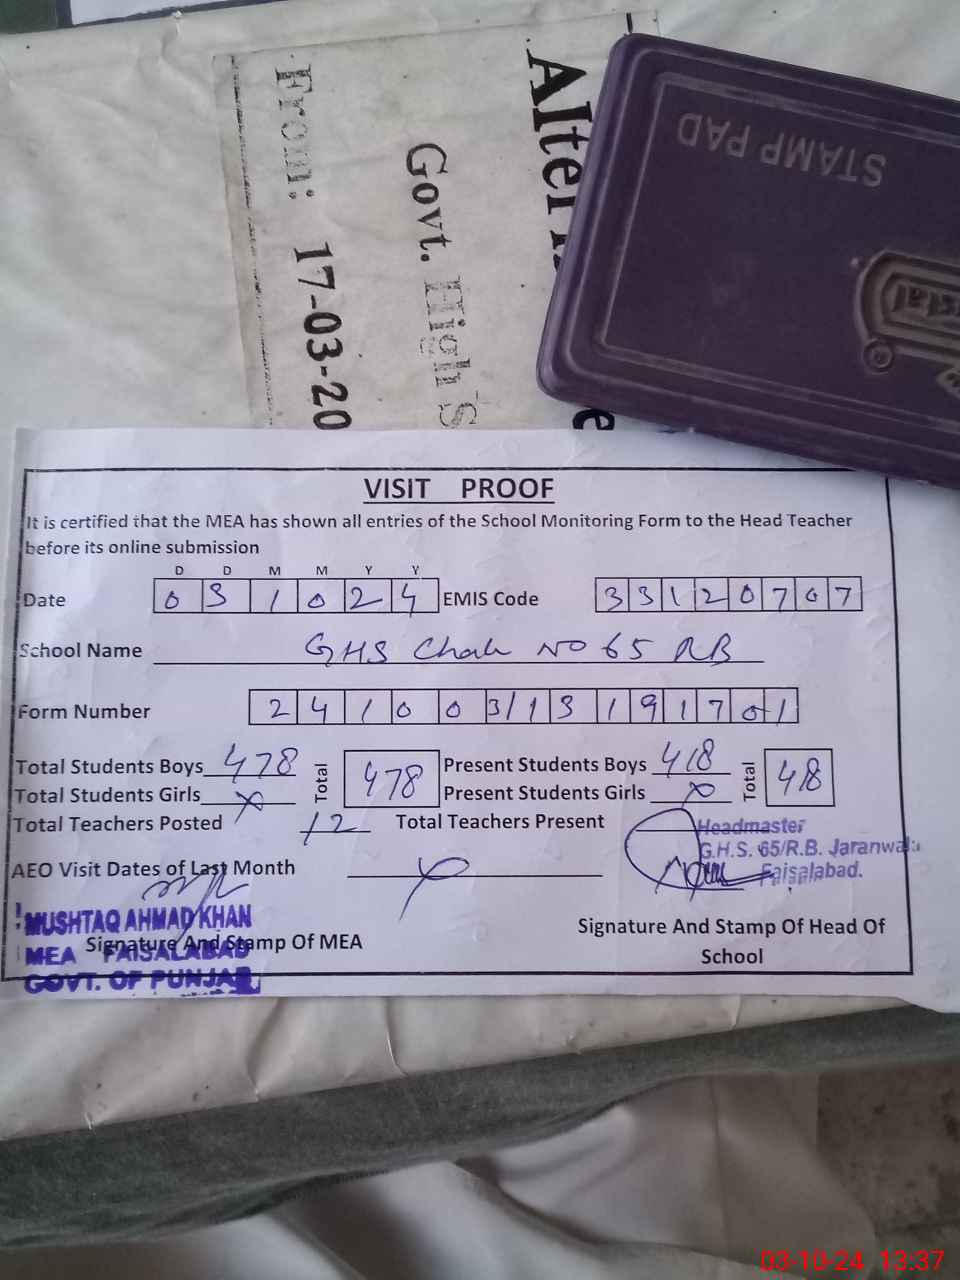 From: 17-03-20
Govt. High S
Alter
STAMP PAD
VISIT PROOF
It is certified that the MEA has shown all entries of the School Monitoring Form to the Head Teacher
before its online submission
D D M M Y Y
Date 0 3 1 0 2 4 EMIS Code 3 3 1 2 0 7 0 7
School Name GHS Chak NO 65 RB
Form Number 2 4 1 0 0 3/1 3 1 9 1 7 0 1
Total Students Boys 478 Total 478 Present Students Boys 418 Total 418
Total Students Girls x Present Students Girls x
Total Teachers Posted 12 Total Teachers Present
Headmaster
G.H.S. 65/R.B. Jaranwala
Faisalabad.
AEO Visit Dates of Last Month
MUSHTAQ AHMAD KHAN
MEA FAISALABAD
GOVT. OF PUNJAB
Signature And Stamp Of MEA
Signature And Stamp Of Head Of
School
03-10-24 13:37